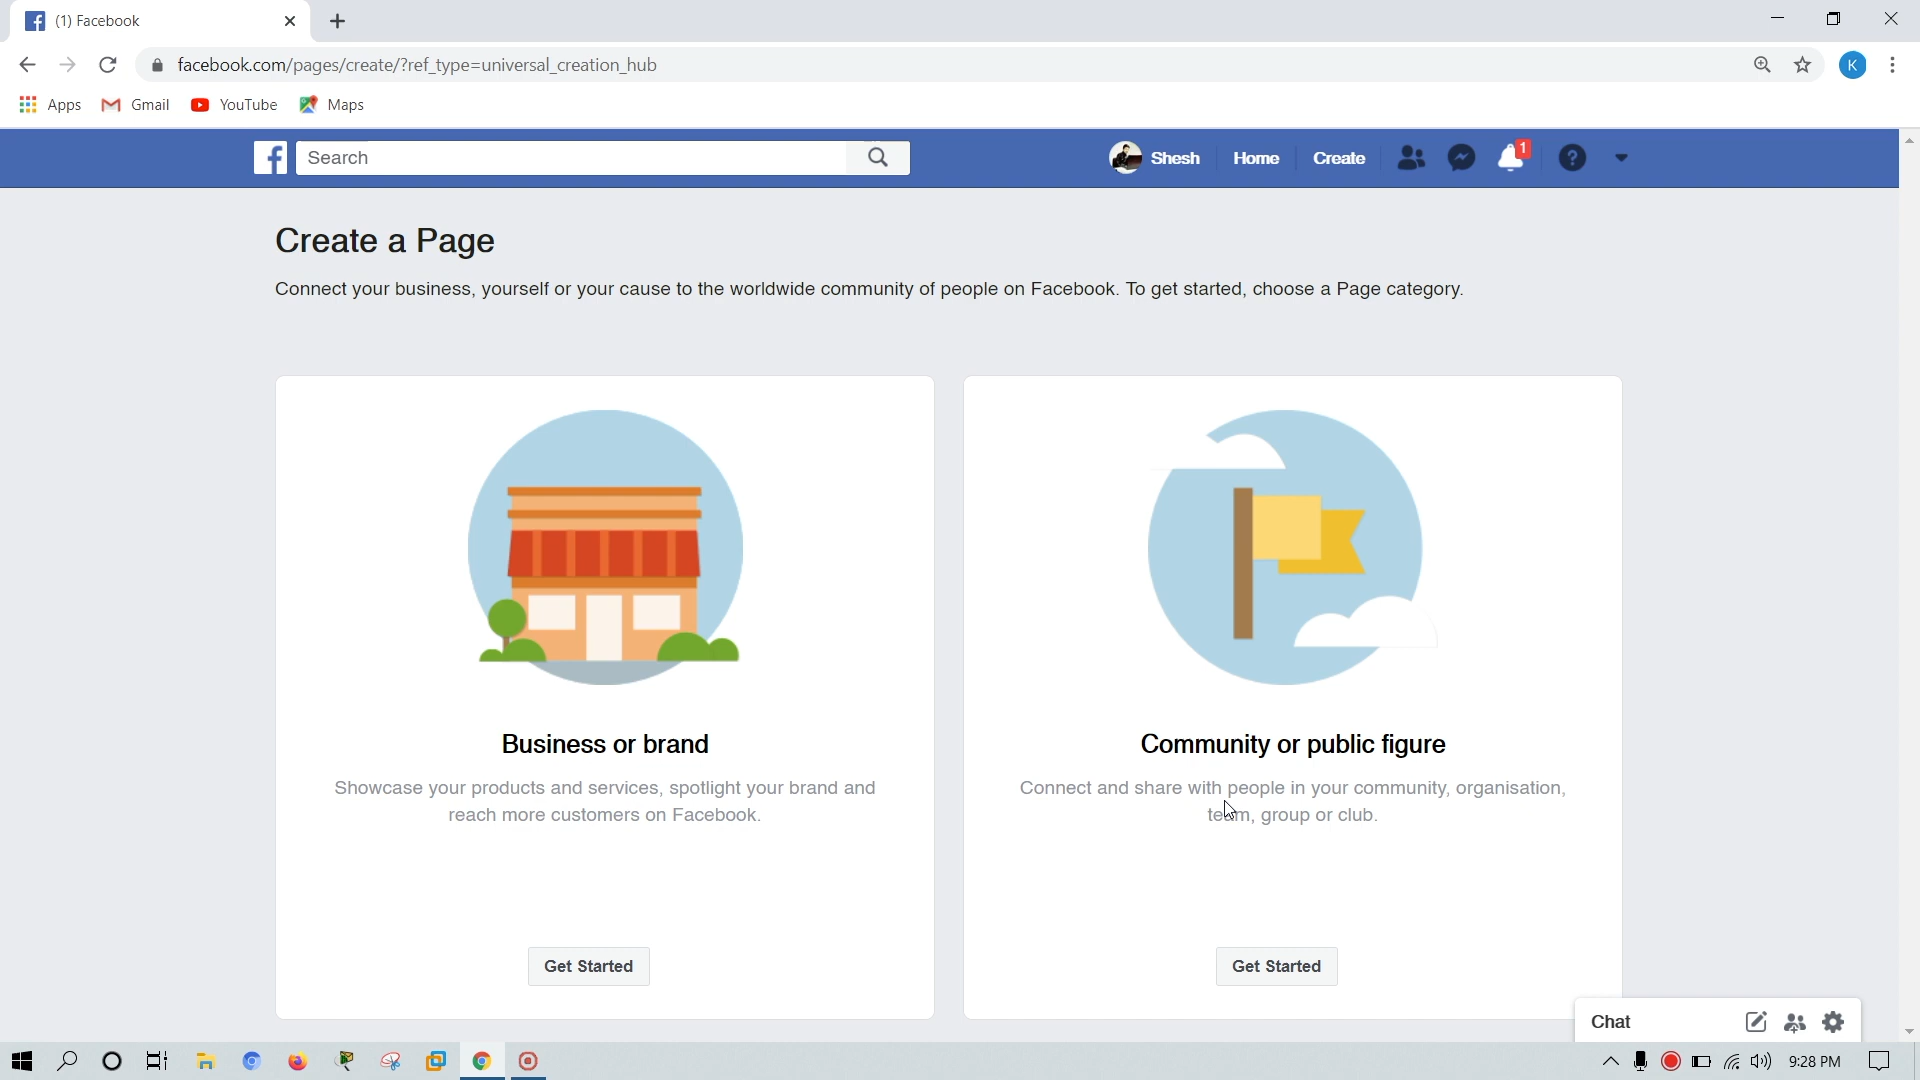 (1) Facebook
facebook.com/pages/create/?ref_type=universal_creation_hub
K
Apps Gmail YouTube Maps
Search
Shesh Home Create 1
Create a Page
Connect your business, yourself or your cause to the worldwide community of people on Facebook. To get started, choose a Page category.
Business or brand
Showcase your products and services, spotlight your brand and
reach more customers on Facebook.
Get Started
Community or public figure
Connect and share with people in your community, organisation,
team, group or club.
Get Started
Chat
9:28 PM